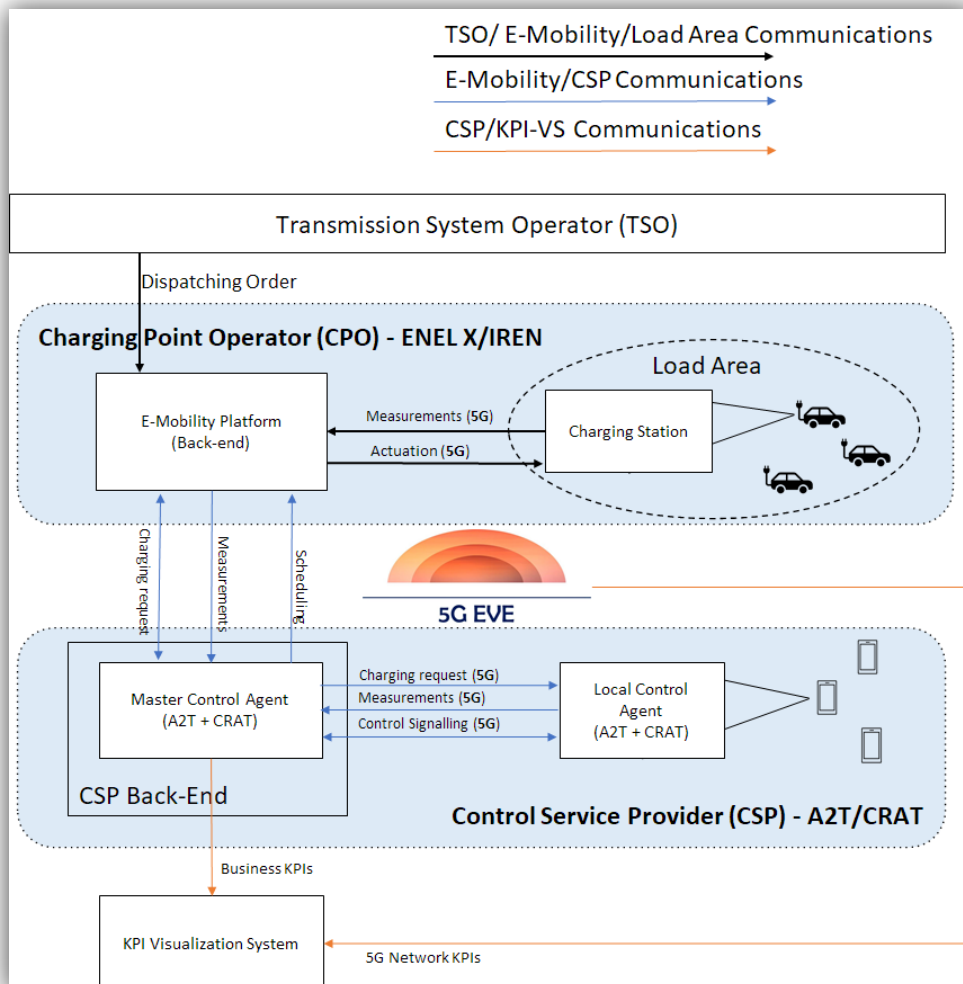 TSO/ E-Mobility/Load Area Communications
E-Mobility/CSP Communications
CSP/KPI-VS Communications
Transmission System Operator (TSO)
Dispatching Order
Charging Point Operator (CPO) - ENEL X/IREN
Load Area
E-Mobility Platform
(Back-end)
Measurements (5G)
Actuation (5G)
Charging Station
Charging request
Measurements
Scheduling
5G EVE
Master Control Agent
(A2T + CRAT)
CSP Back-End
Charging request (5G)
Measurements (5G)
Control Signalling (5G)
Local Control
Agent
(A2T + CRAT)
Control Service Provider (CSP) - A2T/CRAT
Business KPIs
KPI Visualization System
5G Network KPIs